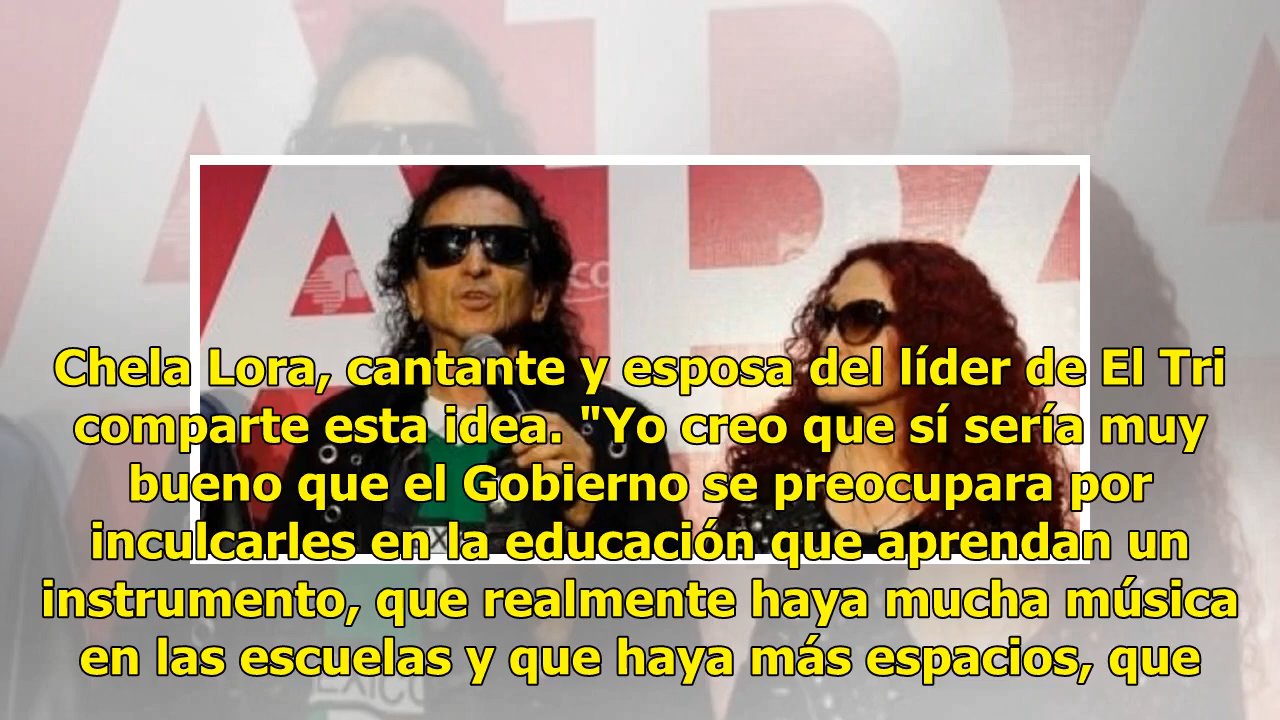 Chela Lora, cantante y esposa del líder de El Tri
comparte esta idea. "Yo creo que sí sería muy
bueno que el Gobierno se preocupara por
inculcarles en la educación que aprendan un
instrumento, que realmente haya mucha música
en las escuelas y que haya más espacios, que